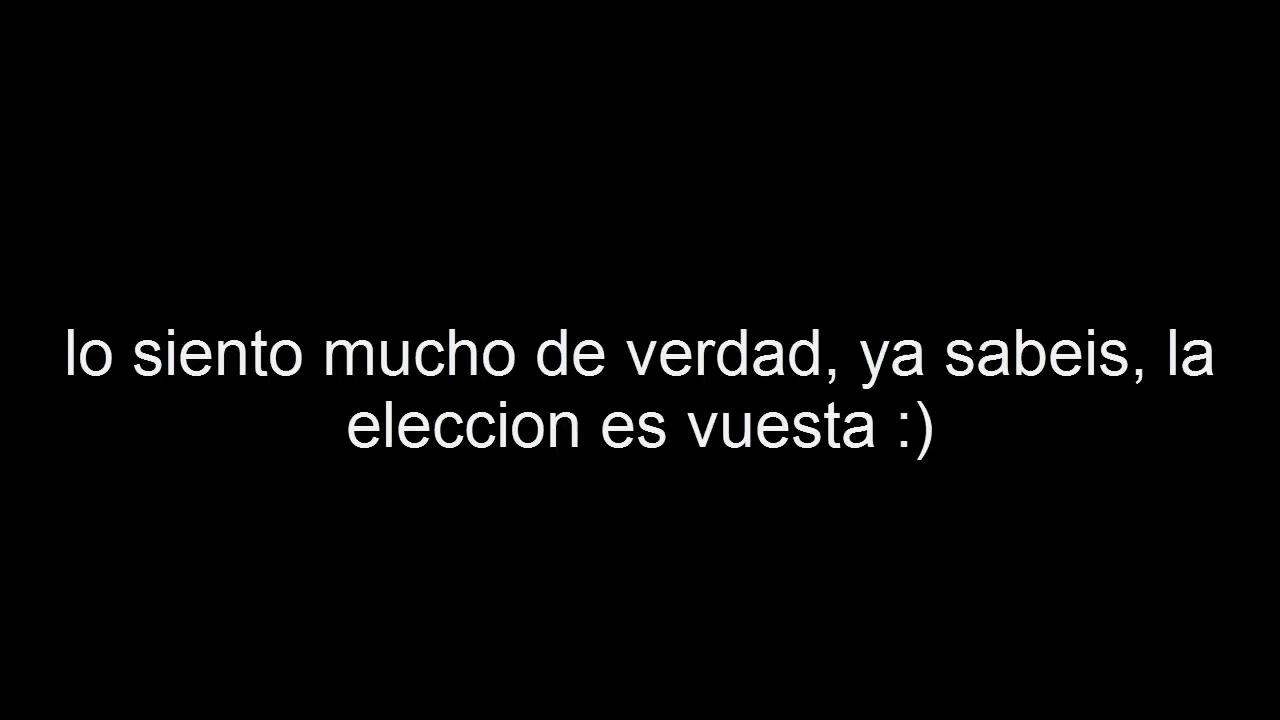 lo siento mucho de verdad, ya sabeis, la
eleccion es vuesta :)